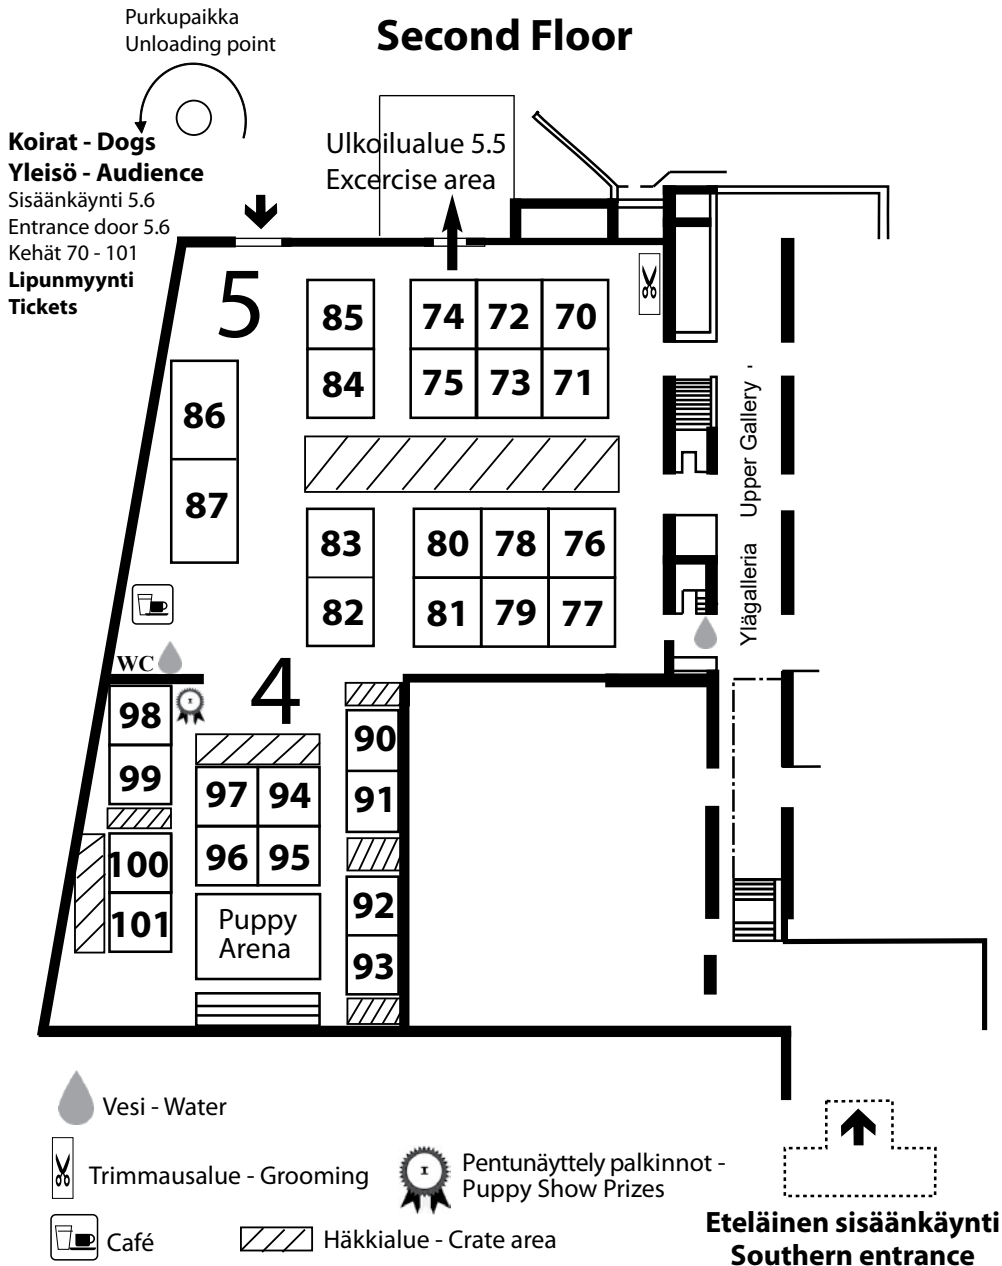 Purkupaikka
Unloading point
Second Floor
Koirat - Dogs
Yleisö - Audience
Sisäänkäynti 5.6
Entrance door 5.6
Kehät 70 - 101
Lipunmyynti
Tickets
Ulkoilualue 5.5
Excercise area
5
85
74 72 70
84
75 73 71
86
87
83
80 78 76
82
81 79 77
Ylägalleria Upper Gallery -
WC
4
98
99
100
101
97 94
96 95
Puppy
Arena
90
91
92
93
Vesi - Water
Trimmausalue - Grooming
I
Pentunäyttely palkinnot -
Puppy Show Prizes
Café
Häkkialue - Crate area
Eteläinen sisäänkäynti
Southern entrance